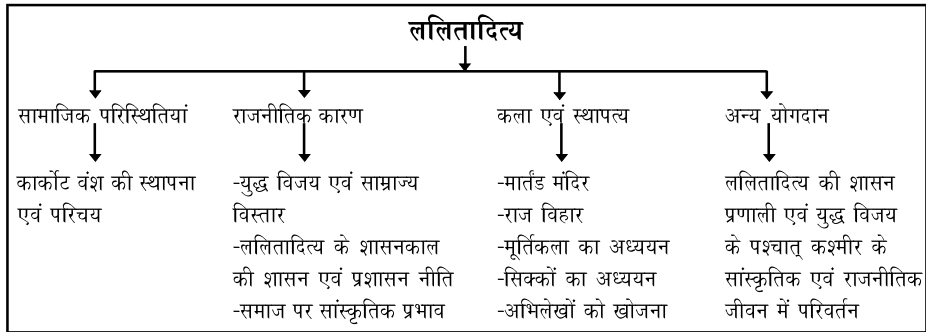 ललितादित्य
सामाजिक परिस्थितियां
कार्कोट वंश की स्थापना
एवं परिचय
राजनीतिक कारण
-युद्ध विजय एवं साम्राज्य
विस्तार
-ललितादित्य के शासनकाल
की शासन एवं प्रशासन नीति
-समाज पर सांस्कृतिक प्रभाव
कला एवं स्थापत्य
-मार्तंड मंदिर
-राज विहार
-मूर्तिकला का अध्ययन
-सिक्कों का अध्ययन
-अभिलेखों को खोजना
अन्य योगदान
ललितादित्य की शासन
प्रणाली एवं युद्ध विजय
के पश्चात् कश्मीर के
सांस्कृतिक एवं राजनीतिक
जीवन में परिवर्तन